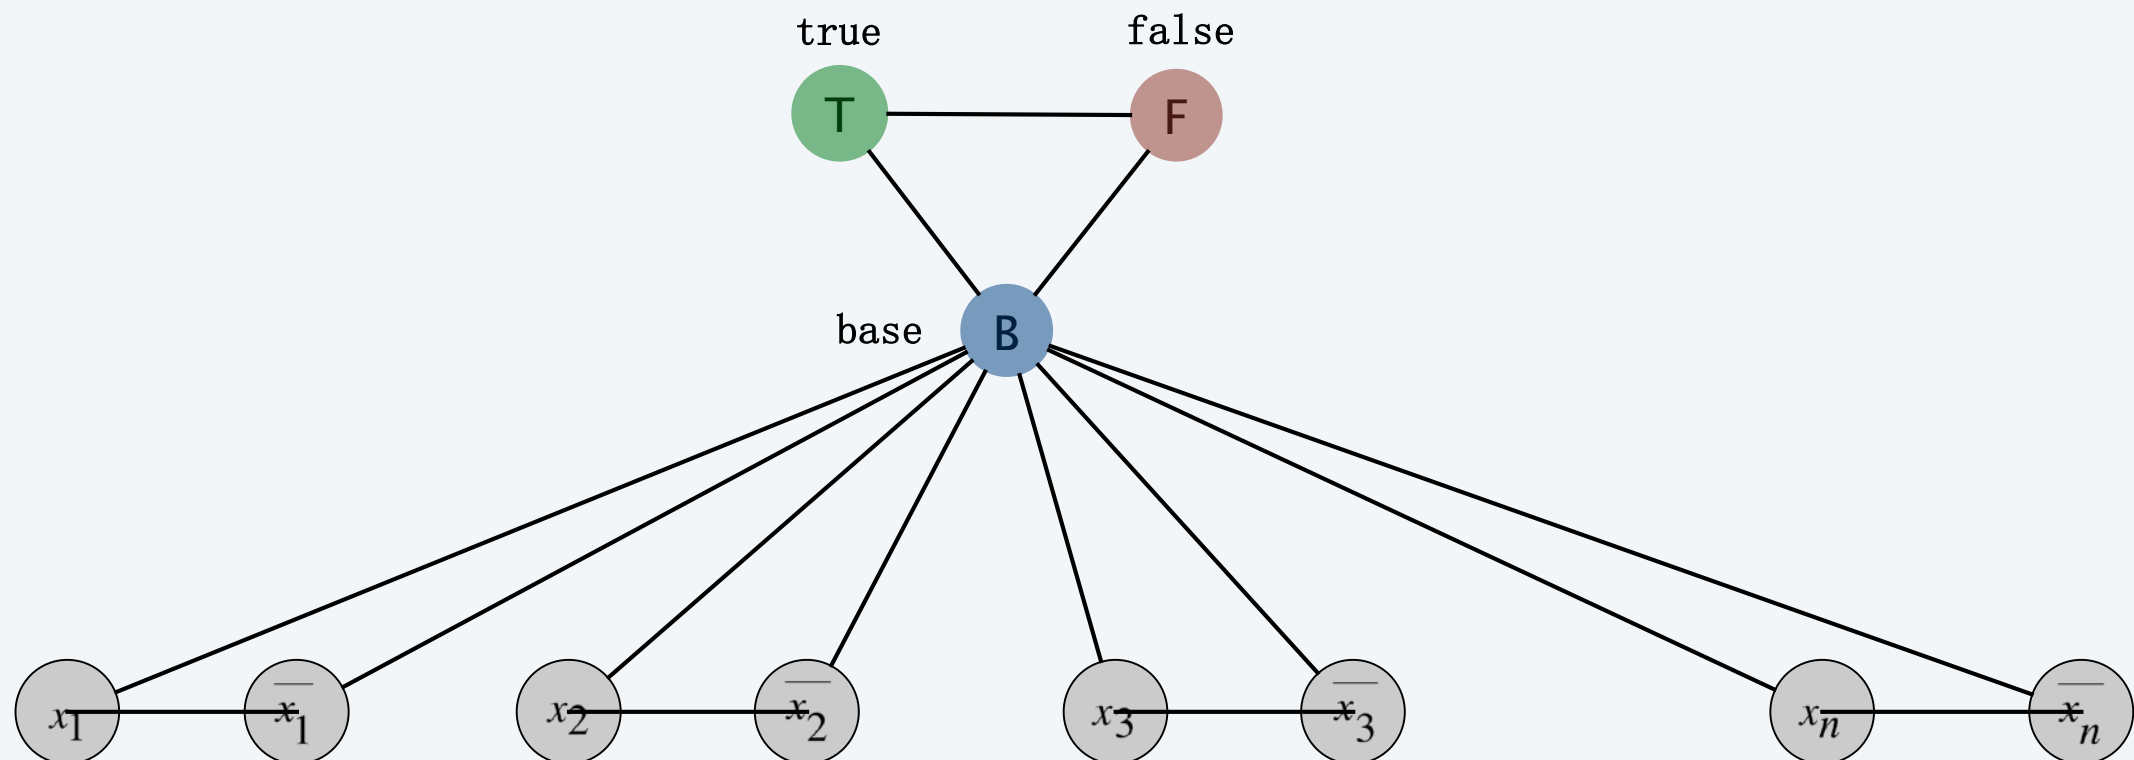 true false
T F
base B
x₁ x̅₁ x₂ x̅₂ x₃ x̅₃ xₙ x̅ₙ